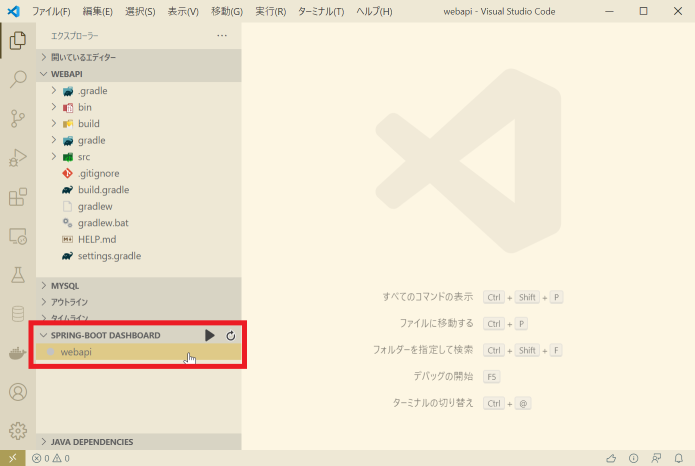 ファイル(F) 編集(E) 選択(S) 表示(V) 移動(G) 実行(R) ターミナル(T) ヘルプ(H) webapi - Visual Studio Code
エクスプローラー
開いているエディター
WEBAPI
.gradle
bin
build
gradle
src
.gitignore
build.gradle
gradlew
gradlew.bat
HELP.md
settings.gradle
MYSQL
アウトライン
タイムライン
SPRING-BOOT DASHBOARD
webapi
JAVA DEPENDENCIES
すべてのコマンドの表示 Ctrl + Shift + P
ファイルに移動する Ctrl + P
フォルダーを指定して検索 Ctrl + Shift + F
デバッグの開始 F5
ターミナルの切り替え Ctrl + @
0 0